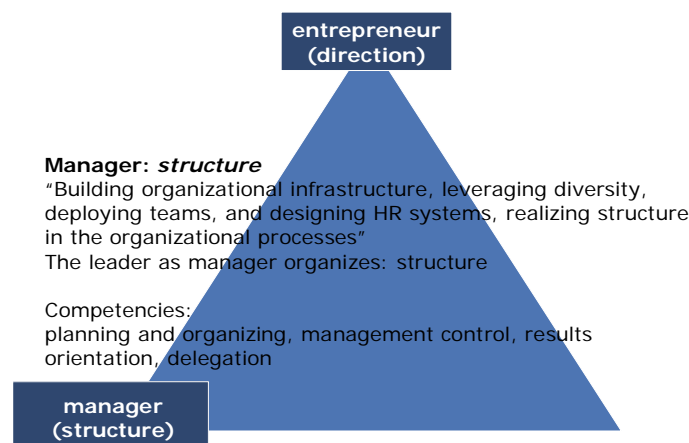 entrepreneur
(direction)
Manager: structure
“Building organizational infrastructure, leveraging diversity,
deploying teams, and designing HR systems, realizing structure
in the organizational processes”
The leader as manager organizes: structure
Competencies:
planning and organizing, management control, results
orientation, delegation
manager
(structure)